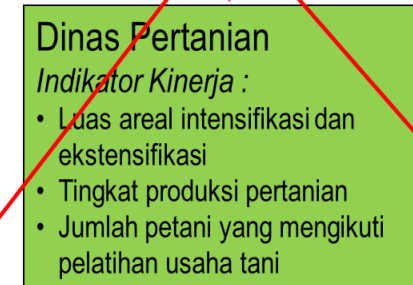 Dinas Pertanian
Indikator Kinerja :
• Luas areal intensifikasi dan
ekstensifikasi
• Tingkat produksi pertanian
• Jumlah petani yang mengikuti
pelatihan usaha tani